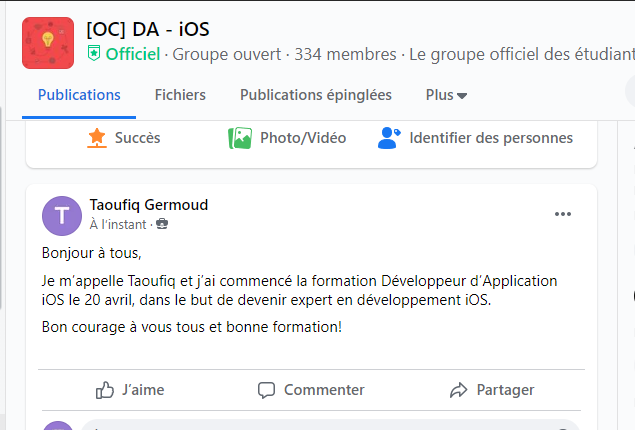 [OC] DA - iOS
Officiel · Groupe ouvert · 334 membres · Le groupe officiel des étudiant
Publications Fichiers Publications épinglées Plus
Succès Photo/Vidéo Identifier des personnes
T
Taoufiq Germoud
À l’instant ·
Bonjour à tous,
Je m’appelle Taoufiq et j’ai commencé la formation Développeur d’Application
iOS le 20 avril, dans le but de devenir expert en développement iOS.
Bon courage à vous tous et bonne formation!
J’aime Commenter Partager